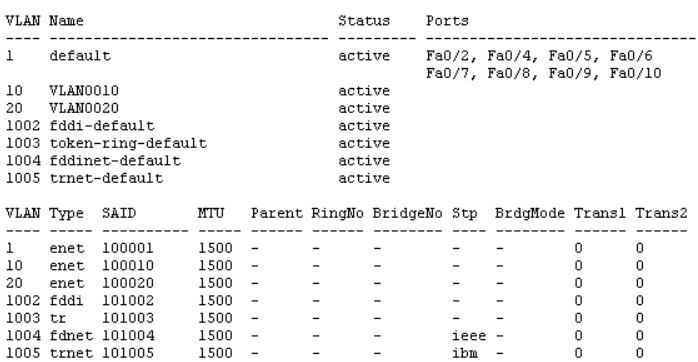 VLAN Name                             Status    Ports
---- -------------------------------- --------- -------------------------------
1    default                          active    Fa0/2, Fa0/4, Fa0/5, Fa0/6
                                                Fa0/7, Fa0/8, Fa0/9, Fa0/10
10   VLAN0010                         active
20   VLAN0020                         active
1002 fddi-default                     active
1003 token-ring-default               active
1004 fddinet-default                  active
1005 trnet-default                    active
VLAN Type  SAID       MTU   Parent RingNo BridgeNo Stp  BrdgMode Trans1 Trans2
---- ----- ---------- ----- ------ ------ -------- ---- -------- ------ ------
1    enet  100001     1500  -      -      -        -    -        0      0
10   enet  100010     1500  -      -      -        -    -        0      0
20   enet  100020     1500  -      -      -        -    -        0      0
1002 fddi  101002     1500  -      -      -        -    -        0      0
1003 tr    101003     1500  -      -      -        -    -        0      0
1004 fdnet 101004     1500  -      -      -        ieee -        0      0
1005 trnet 101005     1500  -      -      -        ibm  -        0      0